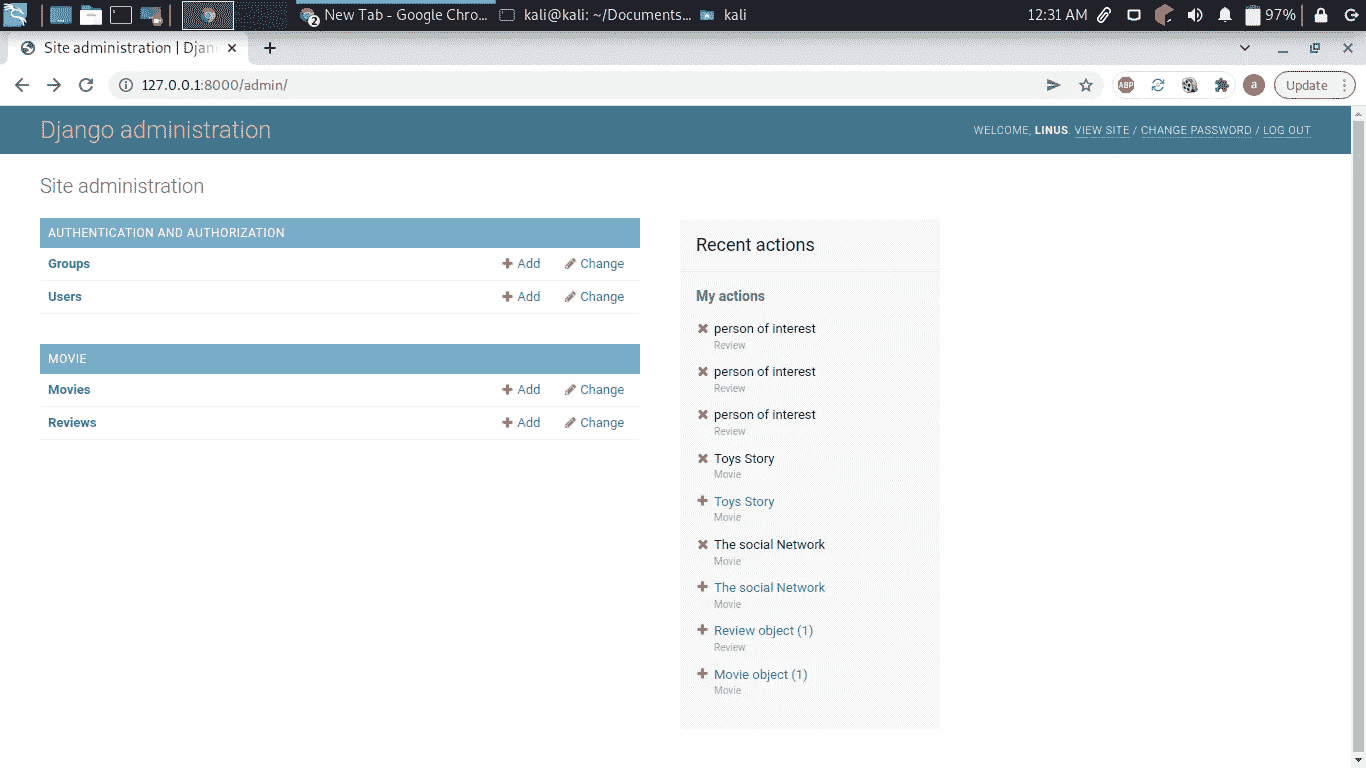 New Tab - Google Chro... kali@kali: ~/Documents... kali 12:31 AM 97%
2
Site administration | Djan
127.0.0.1:8000/admin/ ABP a Update
Django administration WELCOME, LINUS. VIEW SITE / CHANGE PASSWORD / LOG OUT
Site administration
AUTHENTICATION AND AUTHORIZATION
Groups Add Change
Users Add Change
MOVIE
Movies Add Change
Reviews Add Change
Recent actions
My actions
person of interest
Review
person of interest
Review
person of interest
Review
Toys Story
Movie
Toys Story
Movie
The social Network
Movie
The social Network
Movie
Review object (1)
Review
Movie object (1)
Movie